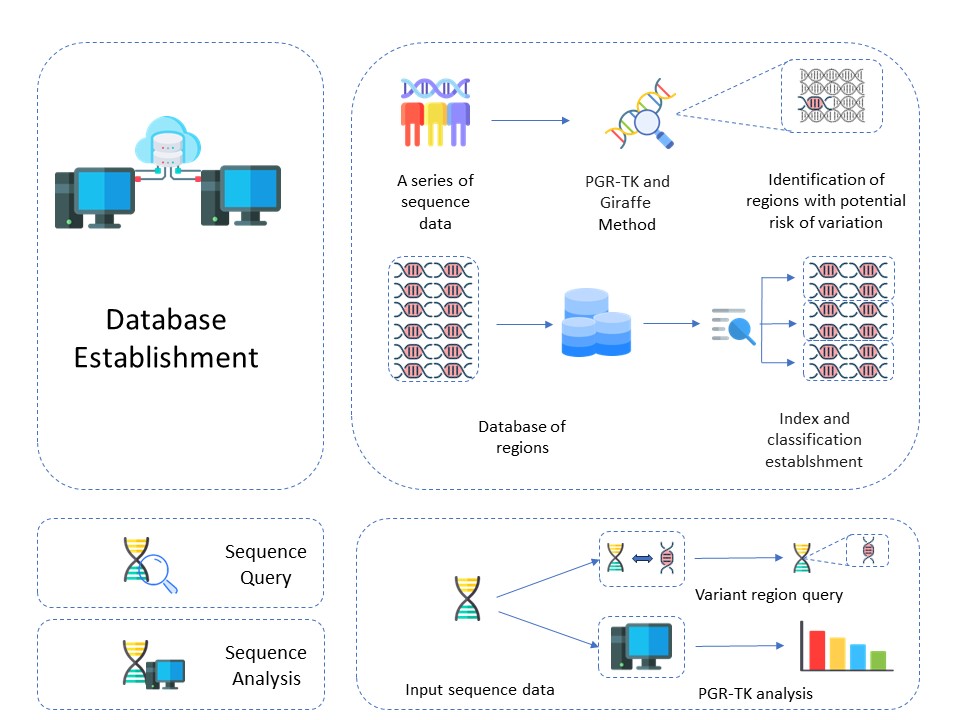 Database
Establishment
A series of
sequence
data
PGR-TK and
Giraffe
Method
Identification of
regions with potential
risk of variation
Database of
regions
Index and
classification
establshment
Sequence
Query
Sequence
Analysis
Input sequence data
Variant region query
PGR-TK analysis